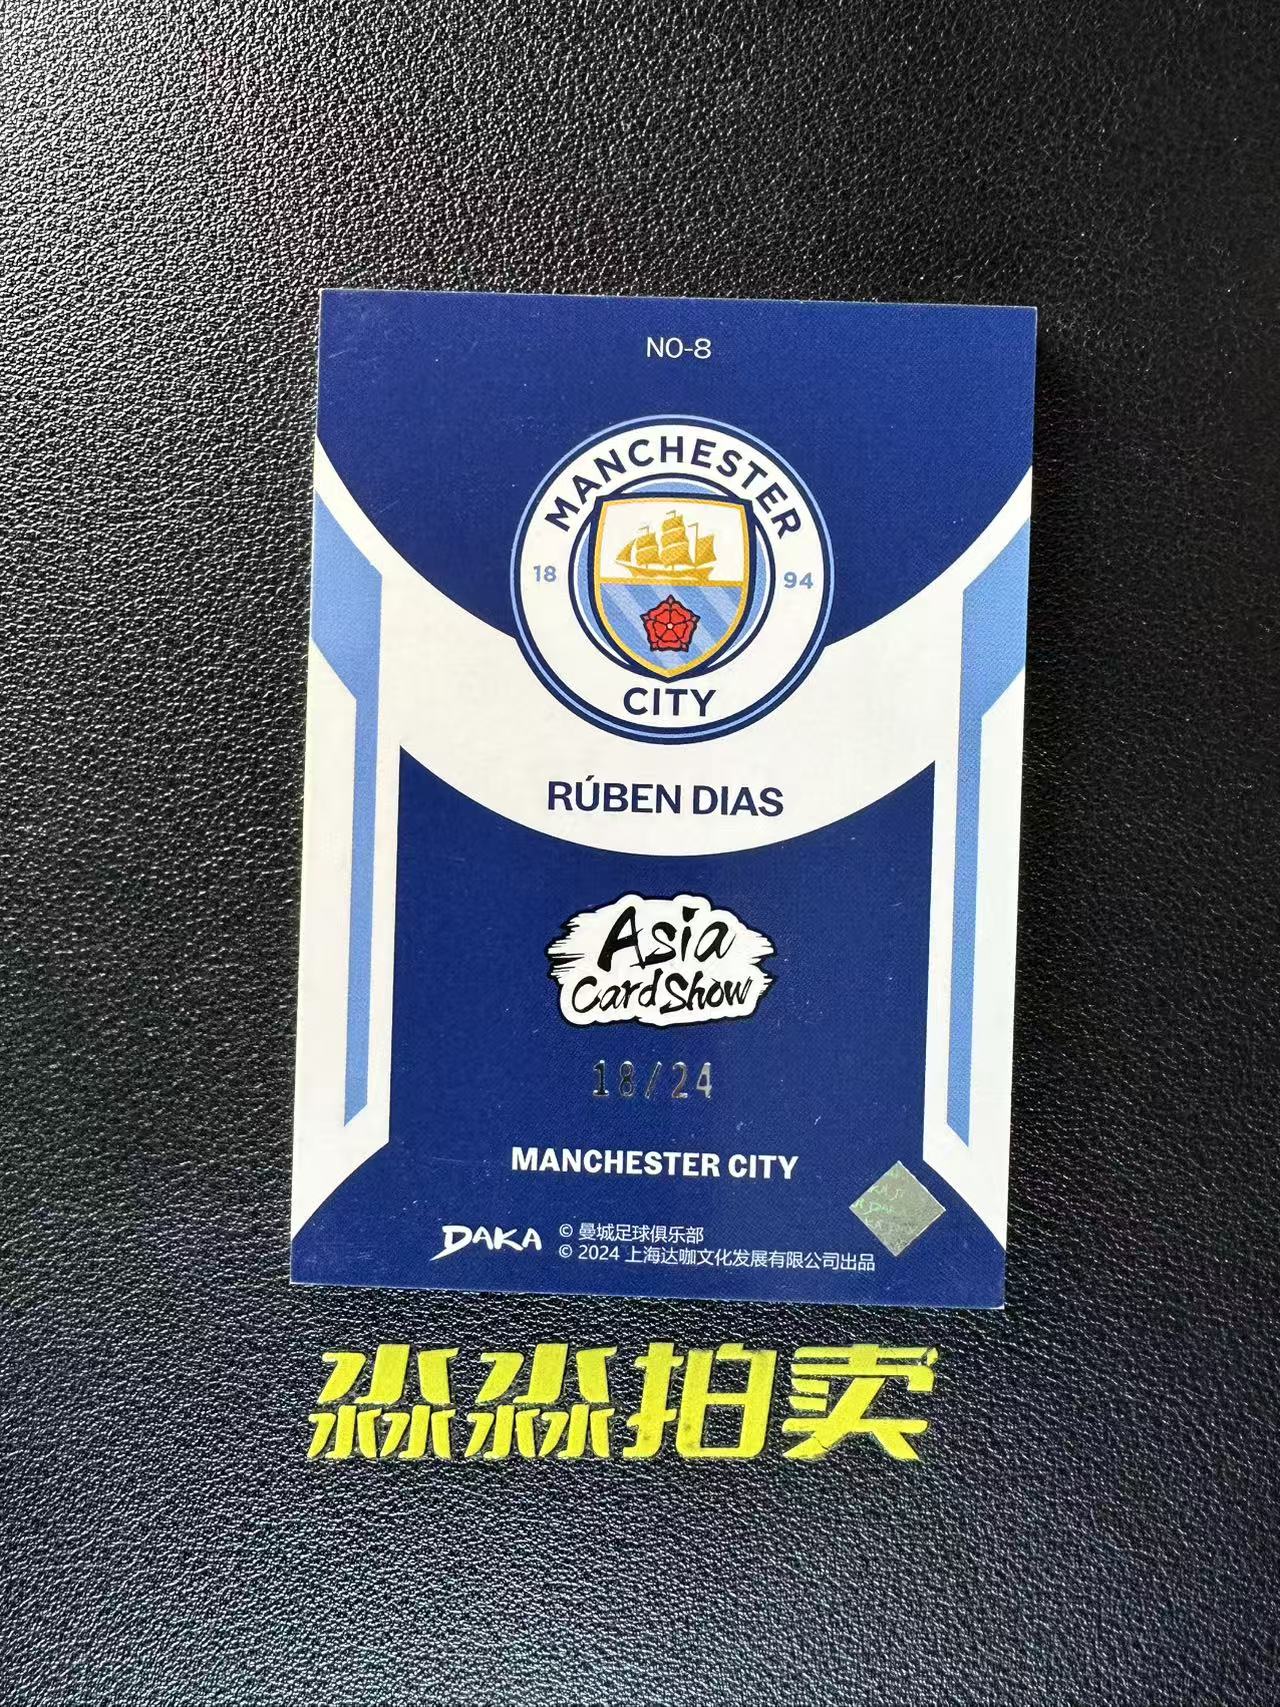 NO-8
MANCHESTER
18 94
CITY
RÚBEN DIAS
Asia
Card Show
18/24
MANCHESTER CITY
DAKA
© 曼城足球俱乐部
© 2024 上海达咖文化发展有限公司出品
淼淼拍卖